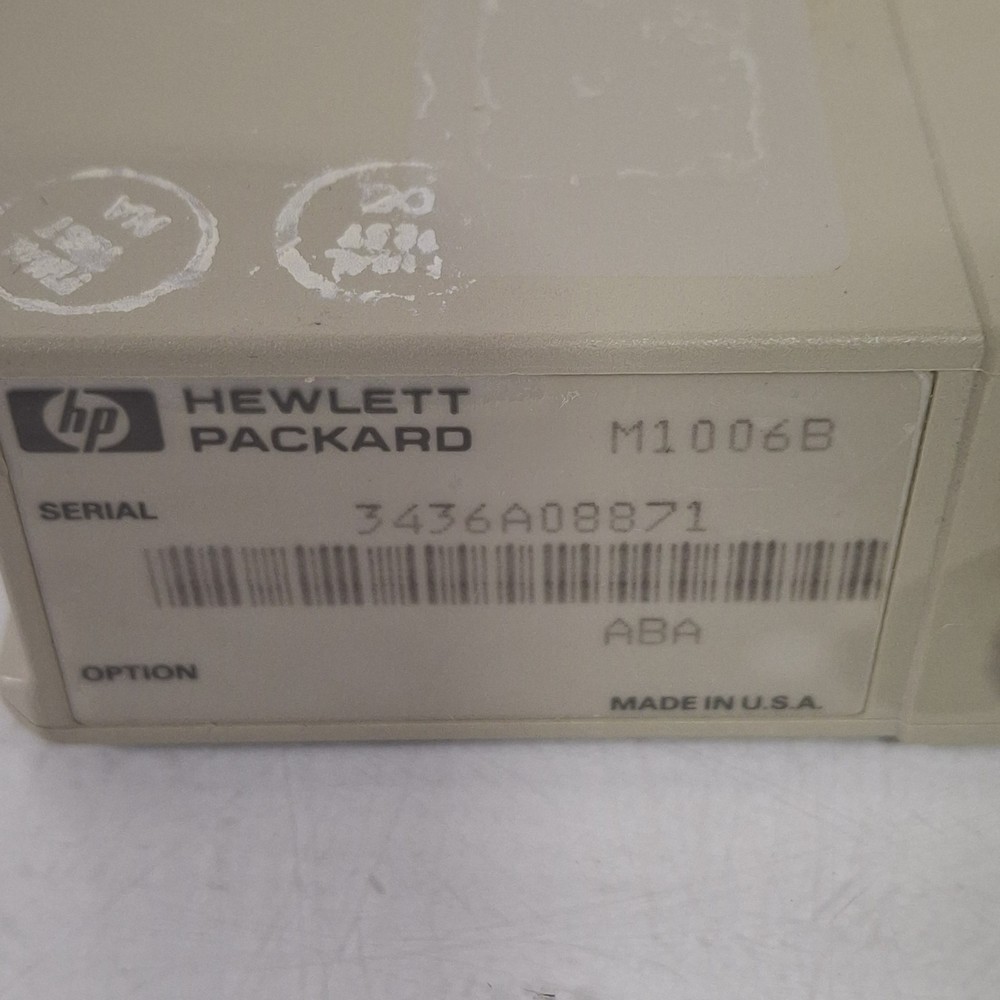 hp
HEWLETT
PACKARD
M1006B
SERIAL
3436A08871
ABA
OPTION
MADE IN U.S.A.